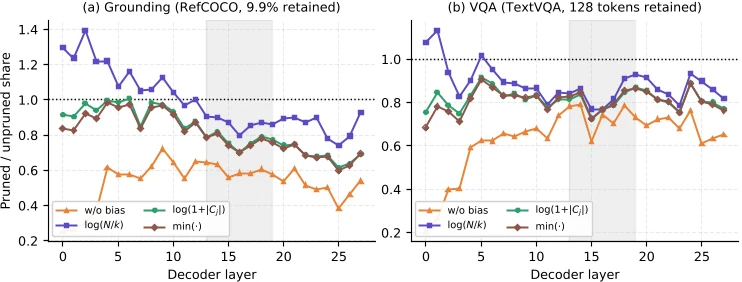 (a) Grounding (RefCOCO, 9.9% retained)
Pruned / unpruned share
1.4
1.2
1.0
0.8
0.6
0.4
0.2
w/o bias
log(N/k)
log(1+|Cj|)
min(·)
0 5 10 15 20 25
Decoder layer
(b) VQA (TextVQA, 128 tokens retained)
1.0
0.8
0.6
0.4
0.2
w/o bias
log(N/k)
log(1+|Cj|)
min(·)
0 5 10 15 20 25
Decoder layer